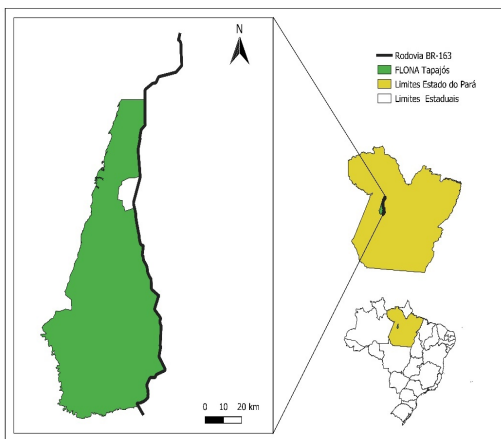 N
Rodovia BR-163
FLONA Tapajós
Limites Estado do Pará
Limites Estaduais
0 10 20 km